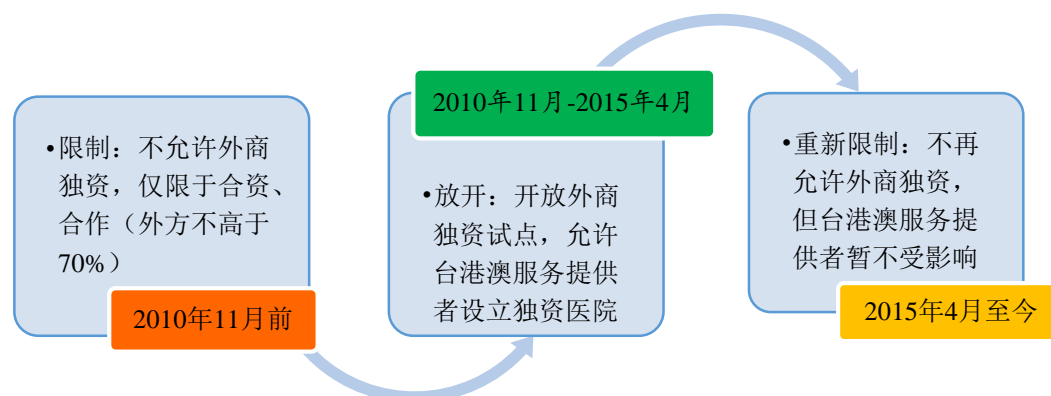 •限制：不允许外商
独资，仅限于合资、
合作（外方不高于
70%）
2010年11月前
2010年11月-2015年4月
•放开：开放外商
独资试点，允许
台港澳服务提供
者设立独资医院
•重新限制：不再
允许外商独资，
但台港澳服务提
供者暂不受影响
2015年4月至今